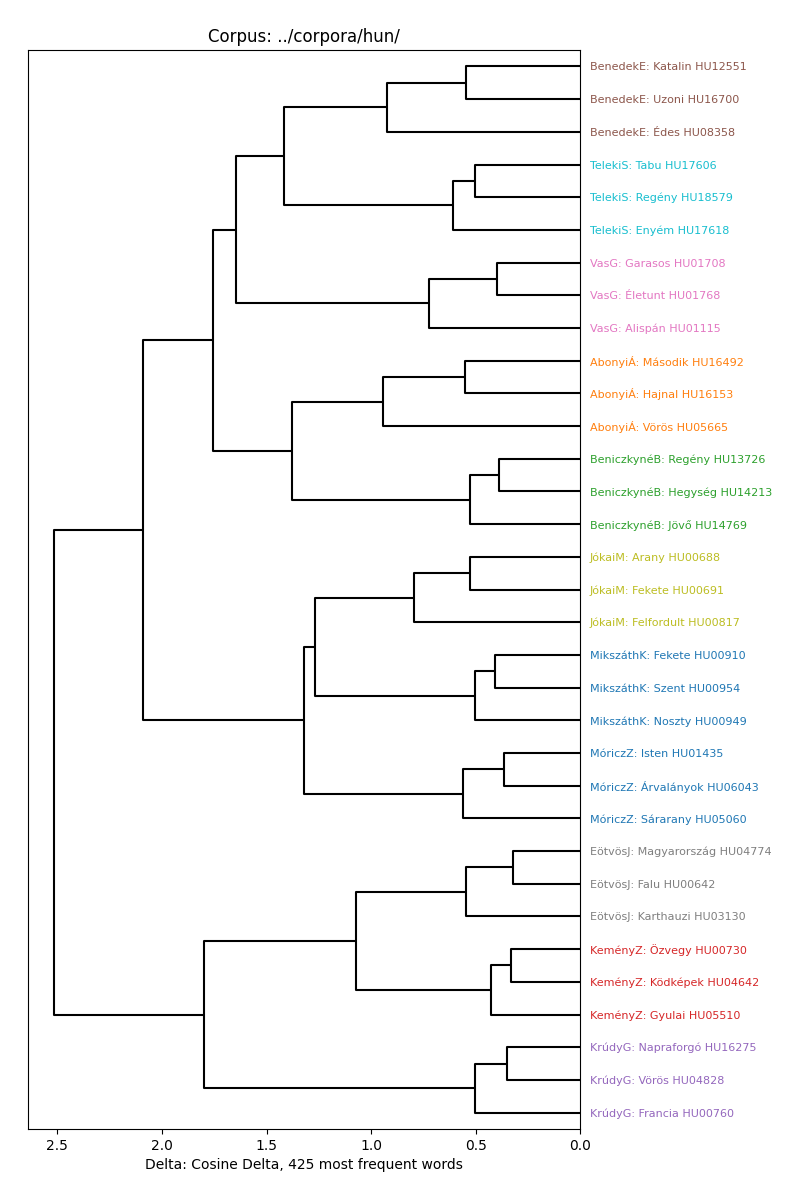 Corpus: ../corpora/hun/
BenedekE: Katalin HU12551
BenedekE: Uzoni HU16700
BenedekE: Édes HU08358
TelekiS: Tabu HU17606
TelekiS: Regény HU18579
TelekiS: Enyém HU17618
VasG: Garasos HU01708
VasG: Életunt HU01768
VasG: Alispán HU01115
AbonyiÁ: Második HU16492
AbonyiÁ: Hajnal HU16153
AbonyiÁ: Vörös HU05665
BeniczkynéB: Regény HU13726
BeniczkynéB: Hegység HU14213
BeniczkynéB: Jövő HU14769
JókaiM: Arany HU00688
JókaiM: Fekete HU00691
JókaiM: Felfordult HU00817
MikszáthK: Fekete HU00910
MikszáthK: Szent HU00954
MikszáthK: Noszty HU00949
MóriczZ: Isten HU01435
MóriczZ: Árvalányok HU06043
MóriczZ: Sárarany HU05060
EötvösJ: Magyarország HU04774
EötvösJ: Falu HU00642
EötvösJ: Karthauzi HU03130
KeményZ: Özvegy HU00730
KeményZ: Ködképek HU04642
KeményZ: Gyulai HU05510
KrúdyG: Napraforgó HU16275
KrúdyG: Vörös HU04828
KrúdyG: Francia HU00760
2.5 2.0 1.5 1.0 0.5 0.0
Delta: Cosine Delta, 425 most frequent words